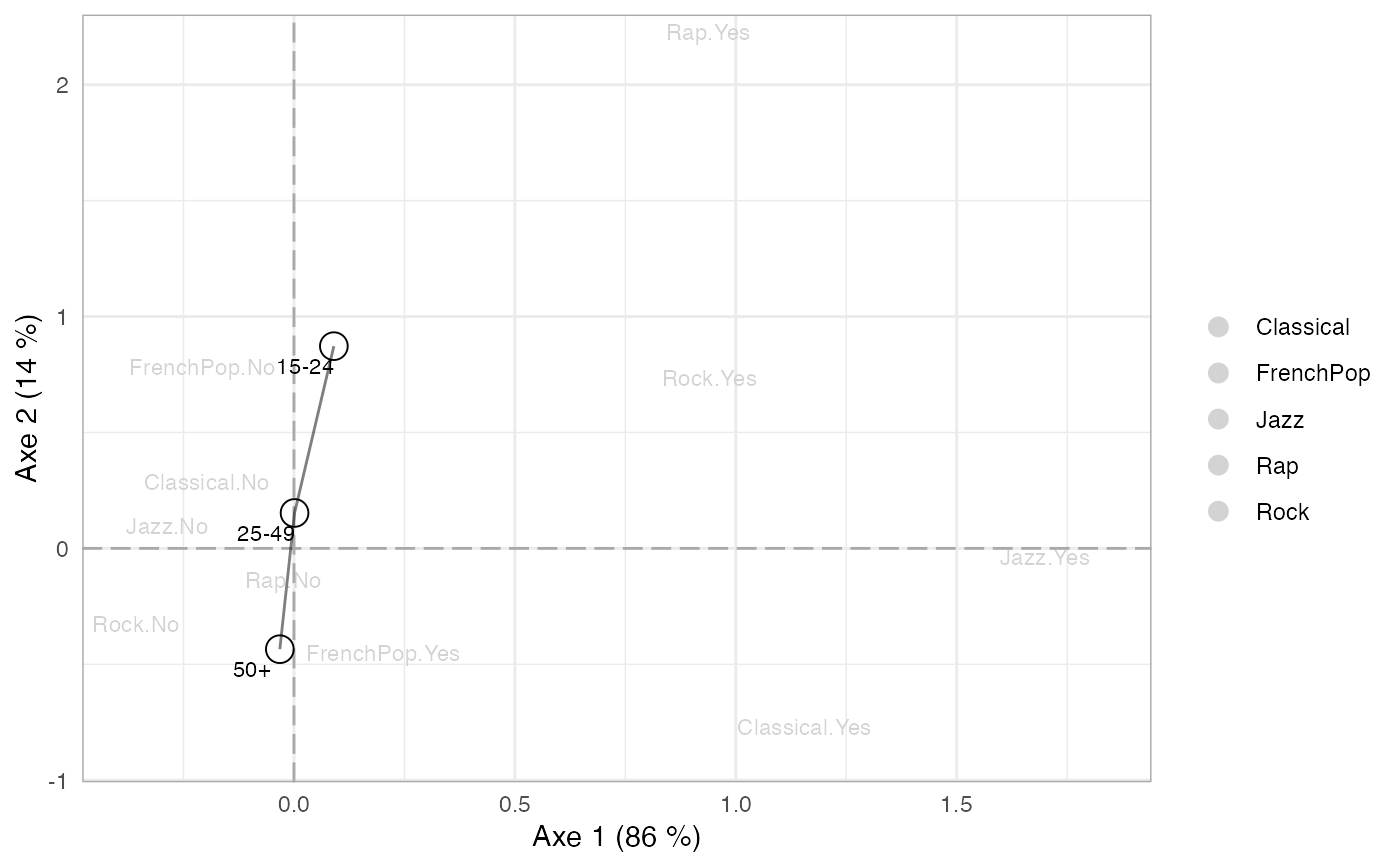 Rap.Yes
2
1
FrenchPop.No
15-24
Rock.Yes
Classical.No
Jazz.No
25-49
0
Jazz.Yes
Rap.No
Rock.No
FrenchPop.Yes
50+
Classical.Yes
-1
0.0
0.5
1.0
1.5
Axe 1 (86 %)
Axe 2 (14 %)
Classical
FrenchPop
Jazz
Rap
Rock